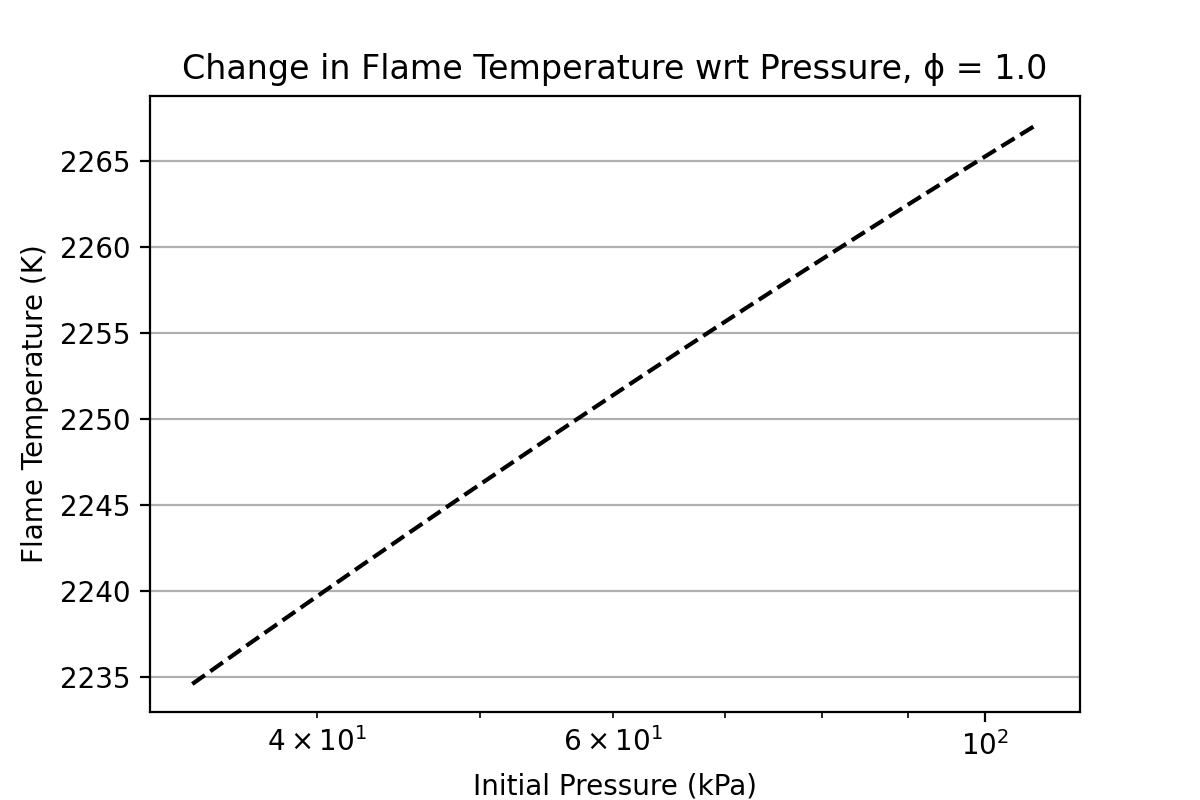 Change in Flame Temperature wrt Pressure, ϕ = 1.0
Flame Temperature (K)
2265
2260
2255
2250
2245
2240
2235
4 × 10¹
6 × 10¹
10²
Initial Pressure (kPa)